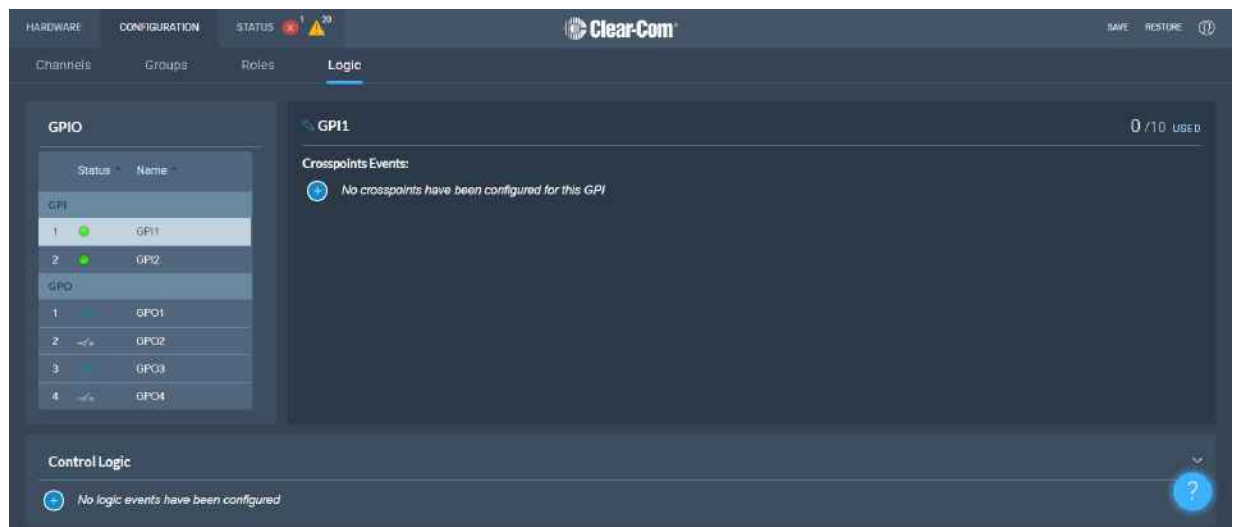 HARDWARE CONFIGURATION STATUS 1 20 Clear-Com SAVE RESTORE
Channels Groups Roles Logic
GPIO
GPI1
0/10 USED
Status Name
Crosspoints Events:
No crosspoints have been configured for this GPI
GPI
1 GPI1
2 GPI2
GPO
1 GPO1
2 GPO2
3 GPO3
4 GPO4
Control Logic
No logic events have been configured
?